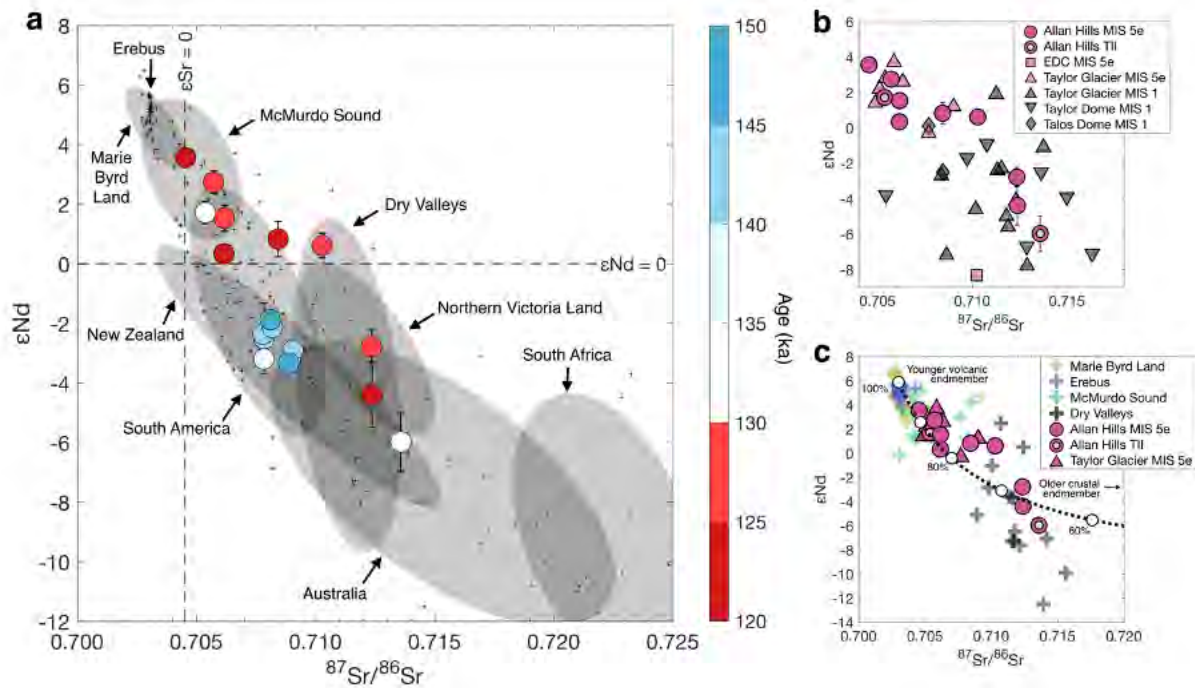 a
8
6
4
2
0
-2
-4
-6
-8
-10
-12
εNd
0.700
0.705
0.710
0.715
0.720
0.725
⁸⁷Sr/⁸⁶Sr
Erebus
εSr = 0
McMurdo Sound
Marie
Byrd
Land
Dry Valleys
εNd = 0
New Zealand
Northern Victoria Land
South Africa
South America
Australia
150
145
140
135
130
125
120
Age (ka)
b
6
4
2
0
-2
-4
-6
-8
εNd
0.705
0.710
0.715
⁸⁷Sr/⁸⁶Sr
Allan Hills MIS 5e
Allan Hills TII
EDC MIS 5e
Taylor Glacier MIS 5e
Taylor Glacier MIS 1
Taylor Dome MIS 1
Talos Dome MIS 1
c
8
6
4
2
0
-2
-4
-6
-8
-10
-12
-14
εNd
0.700
0.705
0.710
0.715
0.720
⁸⁷Sr/⁸⁶Sr
Younger volcanic
endmember
100%
80%
60%
Older crustal
endmember
Marie Byrd Land
Erebus
McMurdo Sound
Dry Valleys
Allan Hills MIS 5e
Allan Hills TII
Taylor Glacier MIS 5e